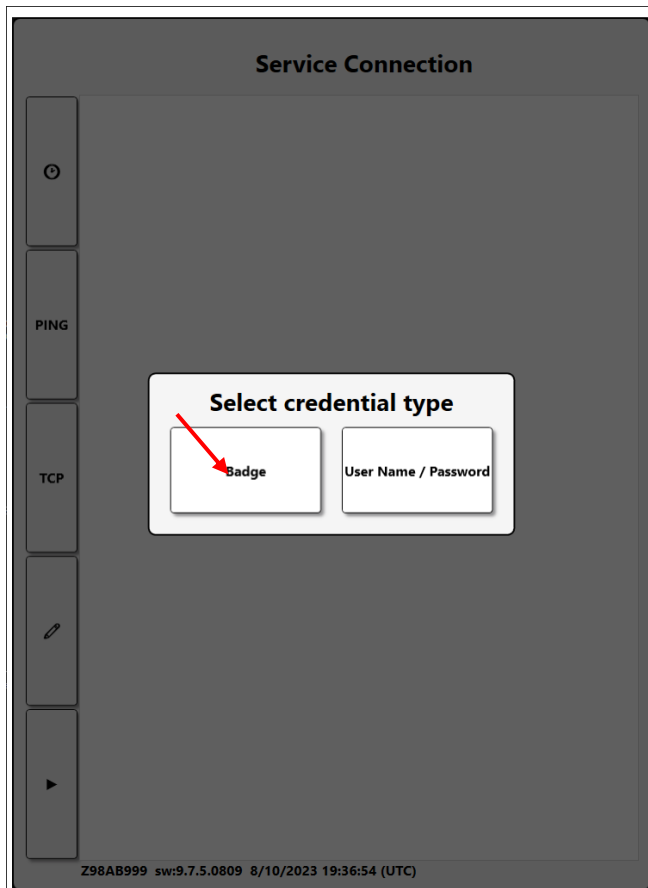 Service Connection
PING
Select credential type
Badge
User Name / Password
TCP
Z98AB999 sw:9.7.5.0809 8/10/2023 19:36:54 (UTC)